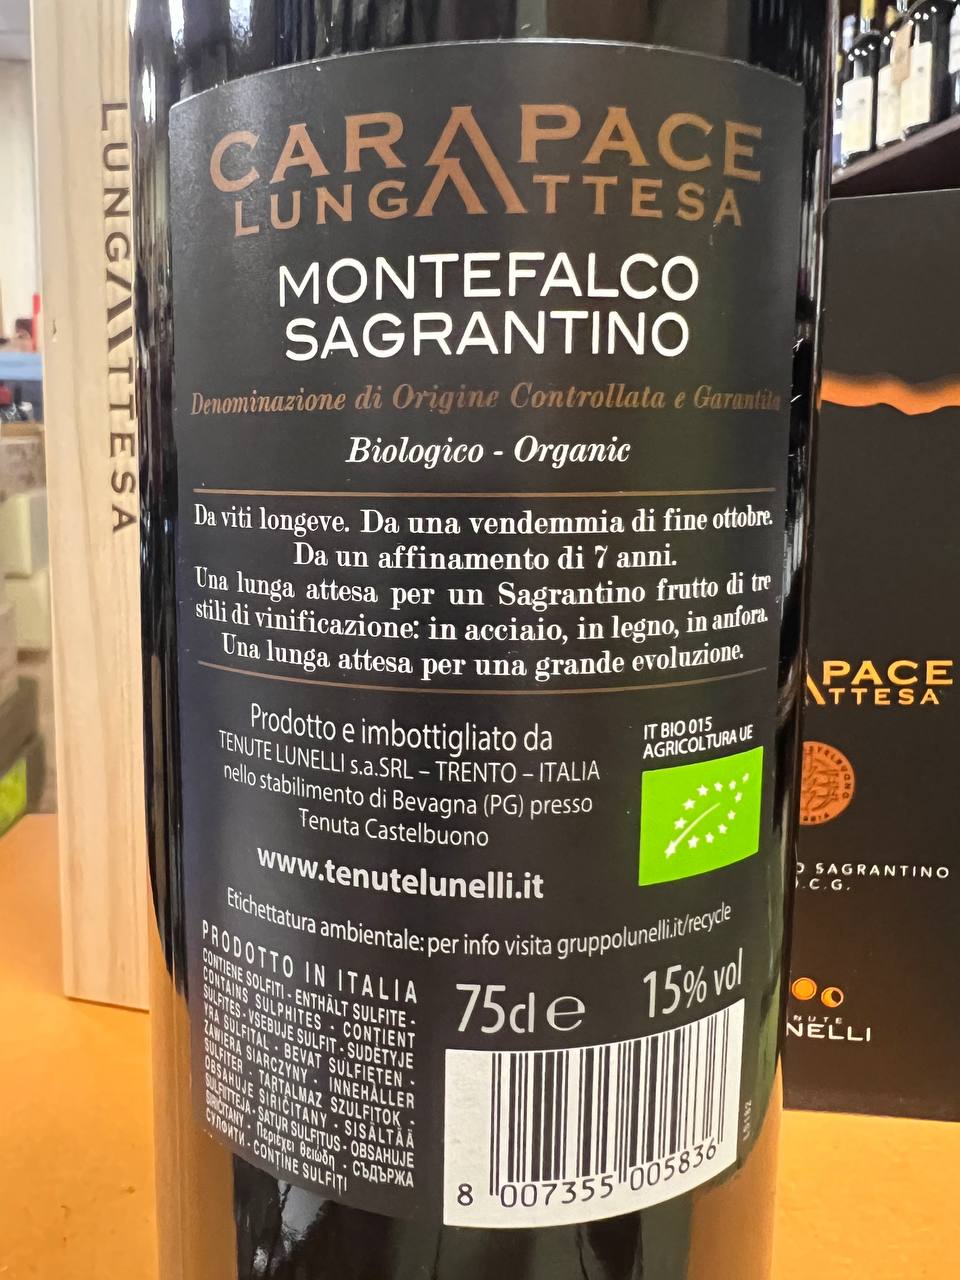 CARAPACE
LUNGATTESA
MONTEFALCO
SAGRANTINO
Denominazione di Origine Controllata e Garantita
Biologico - Organic
Da viti longeve. Da una vendemmia di fine ottobre.
Da un affinamento di 7 anni.
Una lunga attesa per un Sagrantino frutto di tre
stili di vinificazione: in acciaio, in legno, in anfora.
Una lunga attesa per una grande evoluzione.
Prodotto e imbottigliato da
TENUTE LUNELLI s.a.SRL – TRENTO – ITALIA
nello stabilimento di Bevagna (PG) presso
Tenuta Castelbuono
www.tenutelunelli.it
IT BIO 015
AGRICOLTURA UE
Etichettatura ambientale: per info visita gruppolunelli.it/recycle
PRODOTTO IN ITALIA
CONTIENE SOLFITI - ENTHÄLT SULFITE -
CONTAINS SULPHITES - CONTIENT
SULFITES - VSEBUJE SULFIT - SUDĖTYJE
YRA SULFITAI - BEVAT SULFIETEN -
ZAWIERA SIARCZYNY - INNEHÅLLER
SULFITER - TARTALMAZ SZULFITOK -
OBSAHUJE SIŘIČITANY - SISÄLTÄÄ
SULFIITTEJA - SATUR SULFITUS - OBSAHUJE
SIRIČITANY - Περιέχει θειώδη - СЪДЪРЖА
СУЛФИТИ - CONȚINE SULFIȚI
75cl e
15% vol
8 007355 005836
LUNGATTESA
APACE
ATTESA
O SAGRANTINO
.C.G.
NUTE
NELLI